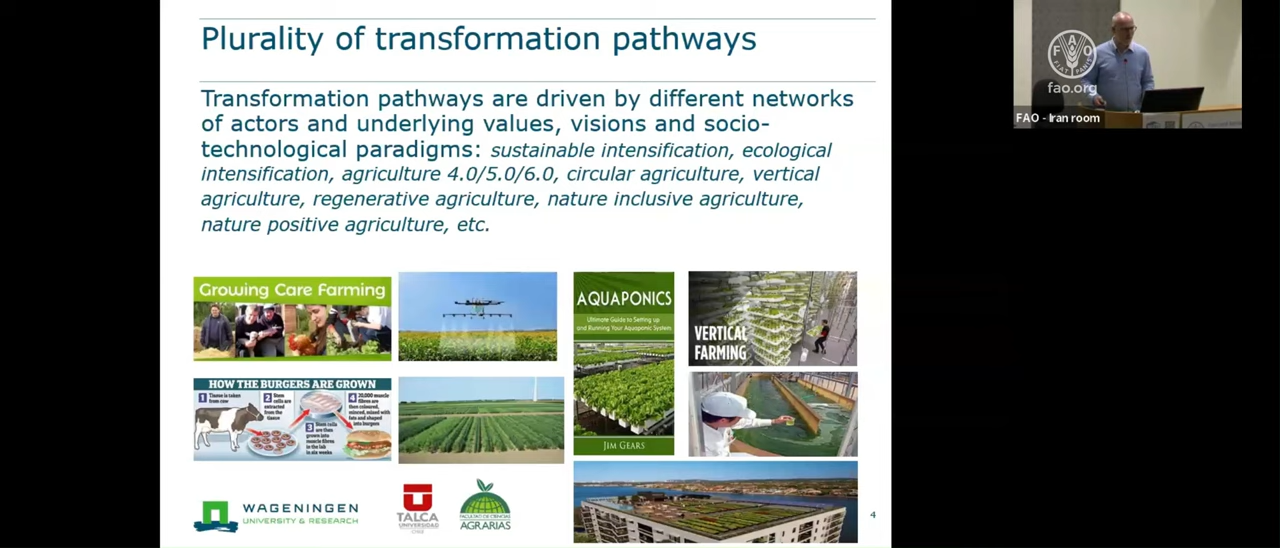 Plurality of transformation pathways
Transformation pathways are driven by different networks
of actors and underlying values, visions and socio-
technological paradigms: sustainable intensification, ecological
intensification, agriculture 4.0/5.0/6.0, circular agriculture, vertical
agriculture, regenerative agriculture, nature inclusive agriculture,
nature positive agriculture, etc.
Growing Care Farming
HOW THE BURGERS ARE GROWN
1 Tissue is taken
from cow
2 Stem
cells are
extracted
from the
tissue
3 Stem cells
are then
grown into
muscle fibres
in the lab
in six weeks
4 20,000 muscle
fibres are
then coloured,
minced, mixed with
fats and shaped
into burgers
AQUAPONICS
Ultimate Guide to Setting up
and Running Your Aquaponic System
JIM GEARS
VERTICAL
FARMING
WAGENINGEN
UNIVERSITY & RESEARCH
TALCA
UNIVERSIDAD
CHILE
FACULTAD DE CIENCIAS
AGRARIAS
4
F A O
FIAT PANIS
fao.org
FAO - Iran room